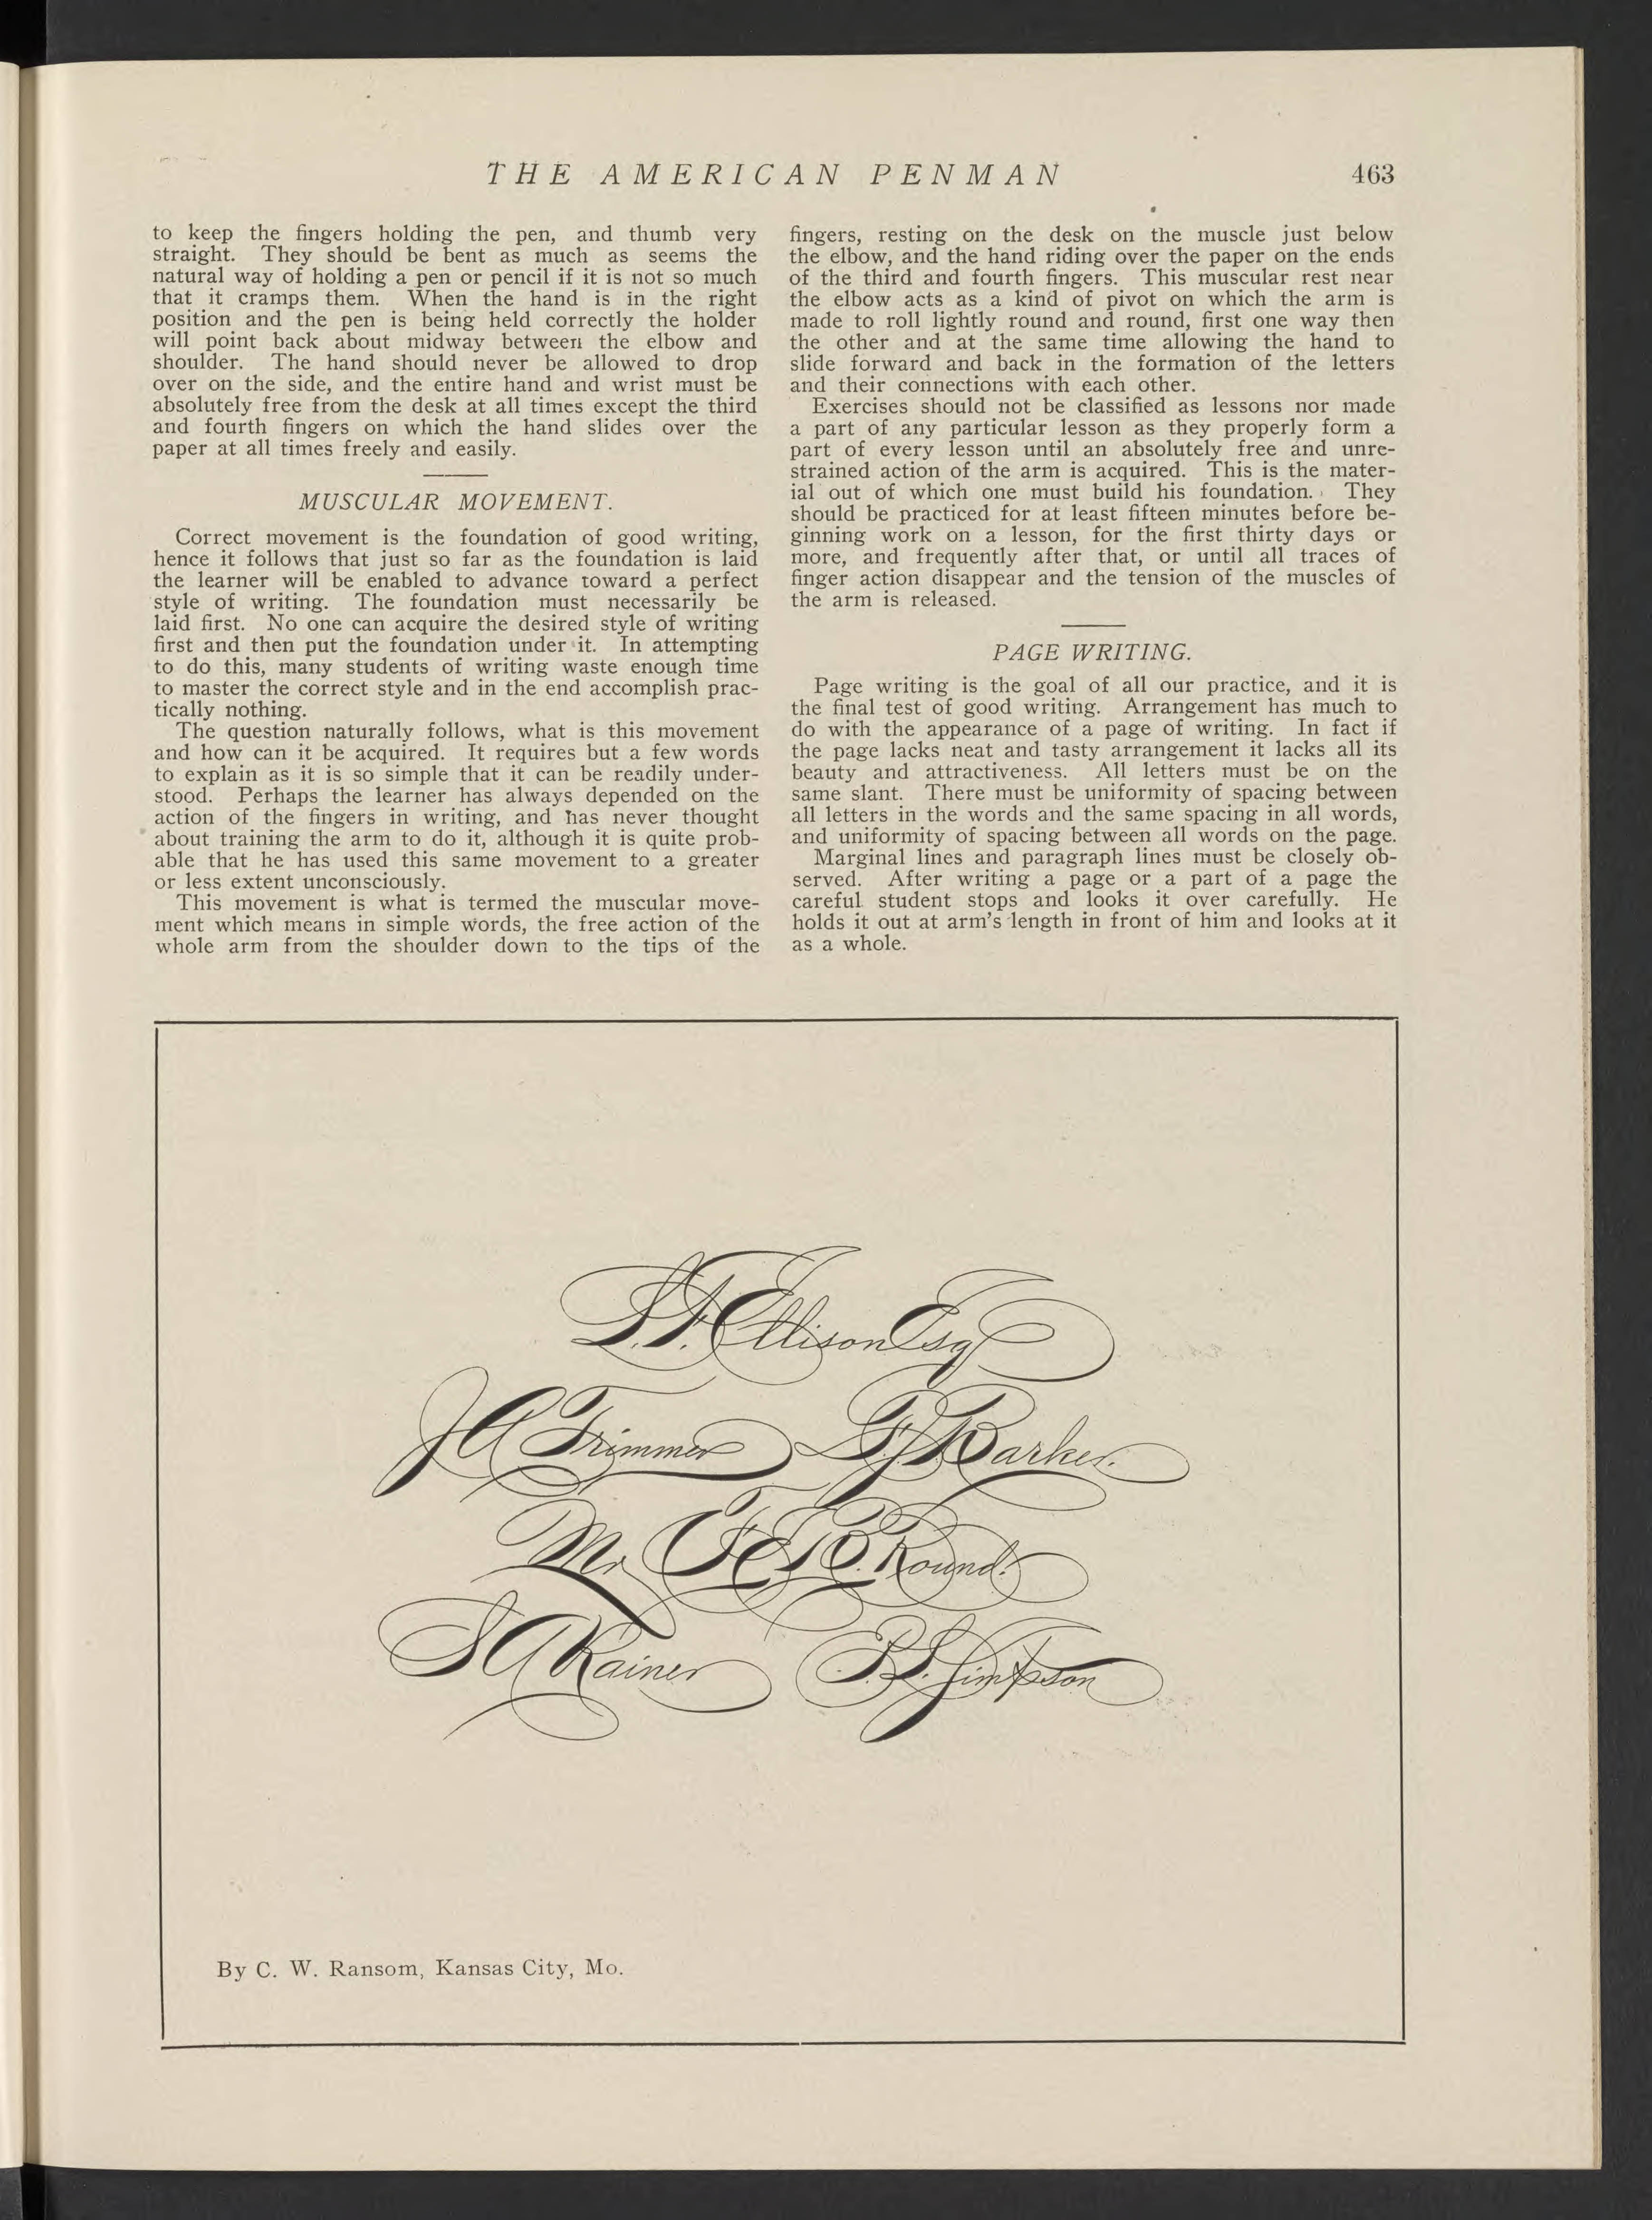 THE AMERICAN PENMAN
463
to keep the fingers holding the pen, and thumb very
straight. They should be bent as much as seems the
natural way of holding a pen or pencil if it is not so much
that it cramps them. When the hand is in the right
position and the pen is being held correctly the holder
will point back about midway between the elbow and
shoulder. The hand should never be allowed to drop
over on the side, and the entire hand and wrist must be
absolutely free from the desk at all times except the third
and fourth fingers on which the hand slides over the
paper at all times freely and easily.
MUSCULAR MOVEMENT.
Correct movement is the foundation of good writing,
hence it follows that just so far as the foundation is laid
the learner will be enabled to advance toward a perfect
style of writing. The foundation must necessarily be
laid first. No one can acquire the desired style of writing
first and then put the foundation under it. In attempting
to do this, many students of writing waste enough time
to master the correct style and in the end accomplish prac-
tically nothing.
The question naturally follows, what is this movement
and how can it be acquired. It requires but a few words
to explain as it is so simple that it can be readily under-
stood. Perhaps the learner has always depended on the
action of the fingers in writing, and has never thought
about training the arm to do it, although it is quite prob-
able that he has used this same movement to a greater
or less extent unconsciously.
This movement is what is termed the muscular move-
ment which means in simple words, the free action of the
whole arm from the shoulder down to the tips of the
fingers, resting on the desk on the muscle just below
the elbow, and the hand riding over the paper on the ends
of the third and fourth fingers. This muscular rest near
the elbow acts as a kind of pivot on which the arm is
made to roll lightly round and round, first one way then
the other and at the same time allowing the hand to
slide forward and back in the formation of the letters
and their connections with each other.
Exercises should not be classified as lessons nor made
a part of any particular lesson as they properly form a
part of every lesson until an absolutely free and unre-
strained action of the arm is acquired. This is the mater-
ial out of which one must build his foundation. They
should be practiced for at least fifteen minutes before be-
ginning work on a lesson, for the first thirty days or
more, and frequently after that, or until all traces of
finger action disappear and the tension of the muscles of
the arm is released.
PAGE WRITING.
Page writing is the goal of all our practice, and it is
the final test of good writing. Arrangement has much to
do with the appearance of a page of writing. In fact if
the page lacks neat and tasty arrangement it lacks all its
beauty and attractiveness. All letters must be on the
same slant. There must be uniformity of spacing between
all letters in the words and the same spacing in all words,
and uniformity of spacing between all words on the page.
Marginal lines and paragraph lines must be closely ob-
served. After writing a page or a part of a page the
careful student stops and looks it over carefully. He
holds it out at arm's length in front of him and looks at it
as a whole.
Ellison Esq
J A Trimmer Barker.
Mr Round.
S A Rainer B. S. Simpson
By C. W. Ransom, Kansas City, Mo.